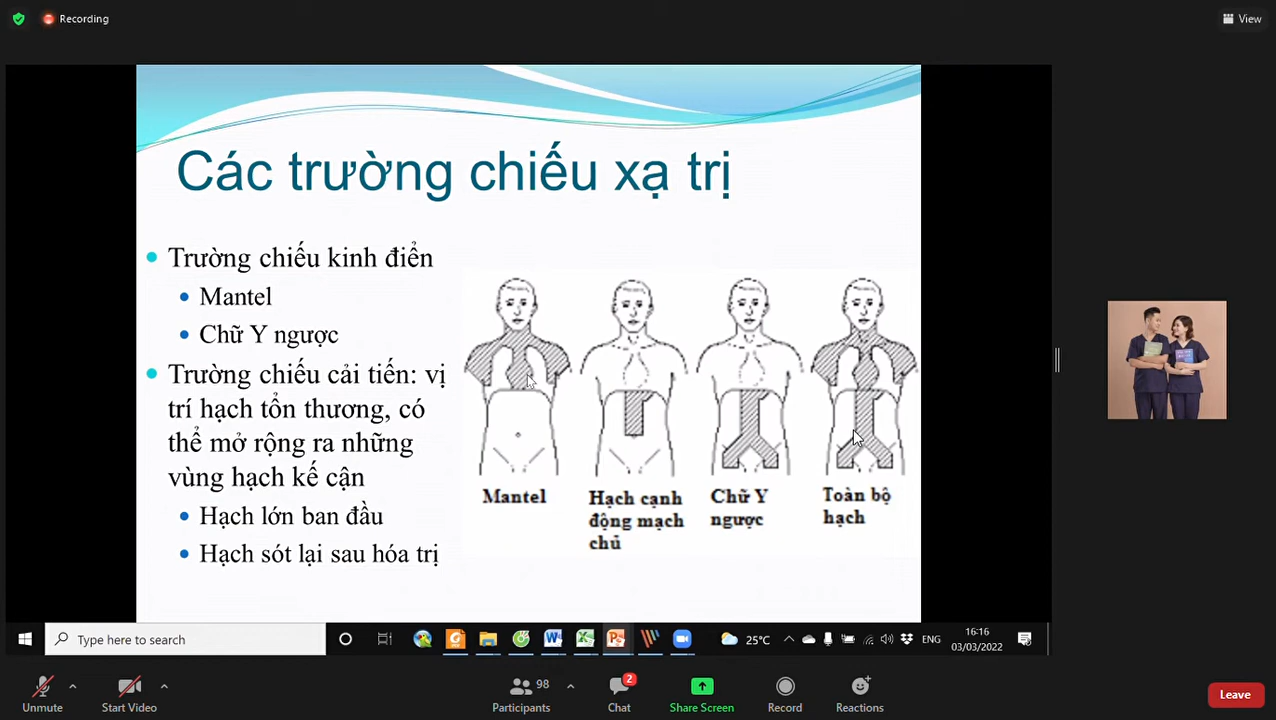 Recording
View
Các trường chiếu xạ trị
Trường chiếu kinh điển
Mantel
Chữ Y ngược
Trường chiếu cải tiến: vị
trí hạch tổn thương, có
thể mở rộng ra những
vùng hạch kế cận
Hạch lớn ban đầu
Hạch sót lại sau hóa trị
Mantel
Hạch cạnh
động mạch
chủ
Chữ Y
ngược
Toàn bộ
hạch
Type here to search
25°C
ENG
16:16
03/03/2022
Unmute
Start Video
98
Participants
2
Chat
Share Screen
Record
Reactions
Leave